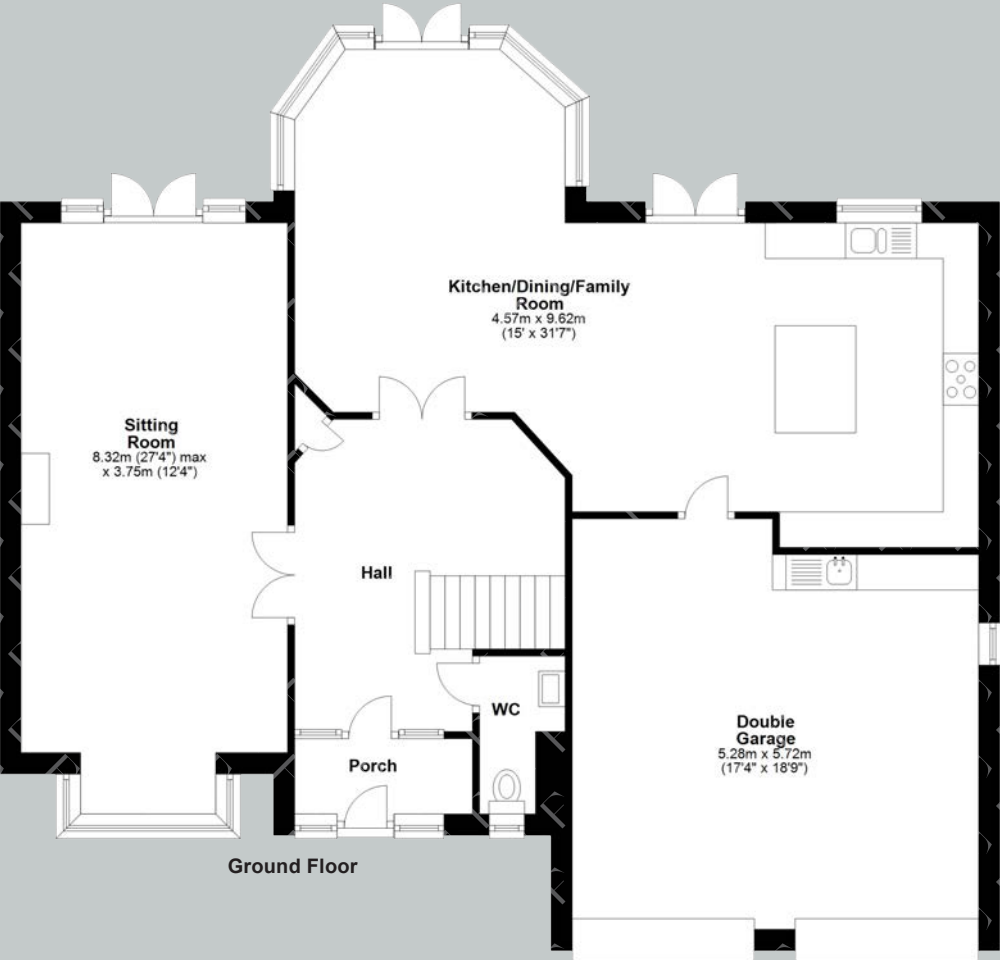 Kitchen/Dining/Family
Room
4.57m x 9.62m
(15' x 31'7")
Sitting
Room
8.32m (27'4") max
x 3.75m (12'4")
Hall
WC
Porch
Double
Garage
5.28m x 5.72m
(17'4" x 18'9")
Ground Floor